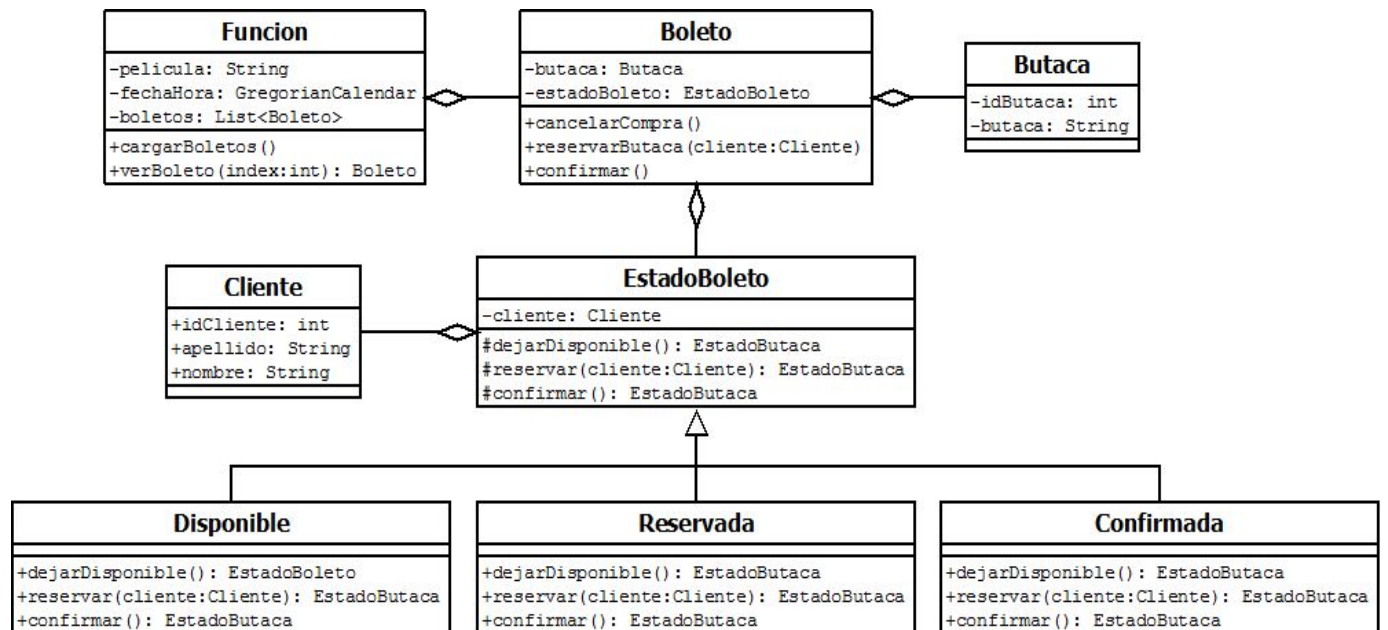 Funcion
-pelicula: String
-fechaHora: GregorianCalendar
-boletos: List<Boleto>
+cargarBoletos()
+verBoleto(index:int): Boleto
Boleto
-butaca: Butaca
-estadoBoleto: EstadoBoleto
+cancelarCompra()
+reservarButaca(cliente:Cliente)
+confirmar()
Butaca
-idButaca: int
-butaca: String
Cliente
+idCliente: int
+apellido: String
+nombre: String
EstadoBoleto
-cliente: Cliente
#dejarDisponible(): EstadoButaca
#reservar(cliente:Cliente): EstadoButaca
#confirmar(): EstadoButaca
Disponible
+dejarDisponible(): EstadoBoleto
+reservar(cliente:Cliente): EstadoButaca
+confirmar(): EstadoButaca
Reservada
+dejarDisponible(): EstadoButaca
+reservar(cliente:Cliente): EstadoButaca
+confirmar(): EstadoButaca
Confirmada
+dejarDisponible(): EstadoButaca
+reservar(cliente:Cliente): EstadoButaca
+confirmar(): EstadoButaca